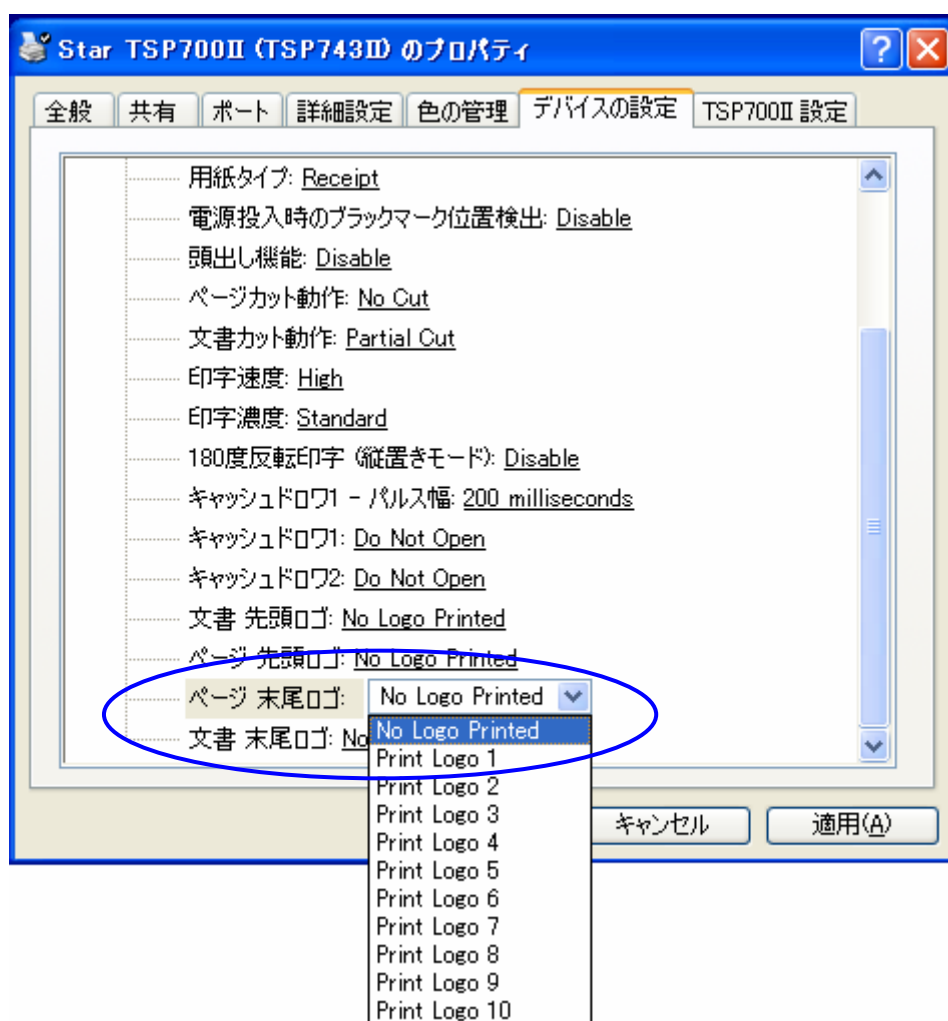 Star TSP700II (TSP743II) のプロパティ
全般 共有 ポート 詳細設定 色の管理 デバイスの設定 TSP700II 設定
用紙タイプ: Receipt
電源投入時のブラックマーク位置検出: Disable
頭出し機能: Disable
ページカット動作: No Cut
文書カット動作: Partial Cut
印字速度: High
印字濃度: Standard
180度反転印字 (縦置きモード): Disable
キャッシュドロワ1 - パルス幅: 200 milliseconds
キャッシュドロワ1: Do Not Open
キャッシュドロワ2: Do Not Open
文書 先頭ロゴ: No Logo Printed
ページ 先頭ロゴ: No Logo Printed
ページ 末尾ロゴ: No Logo Printed
No Logo Printed
文書 末尾ロゴ: No
Print Logo 1
Print Logo 2
Print Logo 3
キャンセル 適用(A)
Print Logo 4
Print Logo 5
Print Logo 6
Print Logo 7
Print Logo 8
Print Logo 9
Print Logo 10